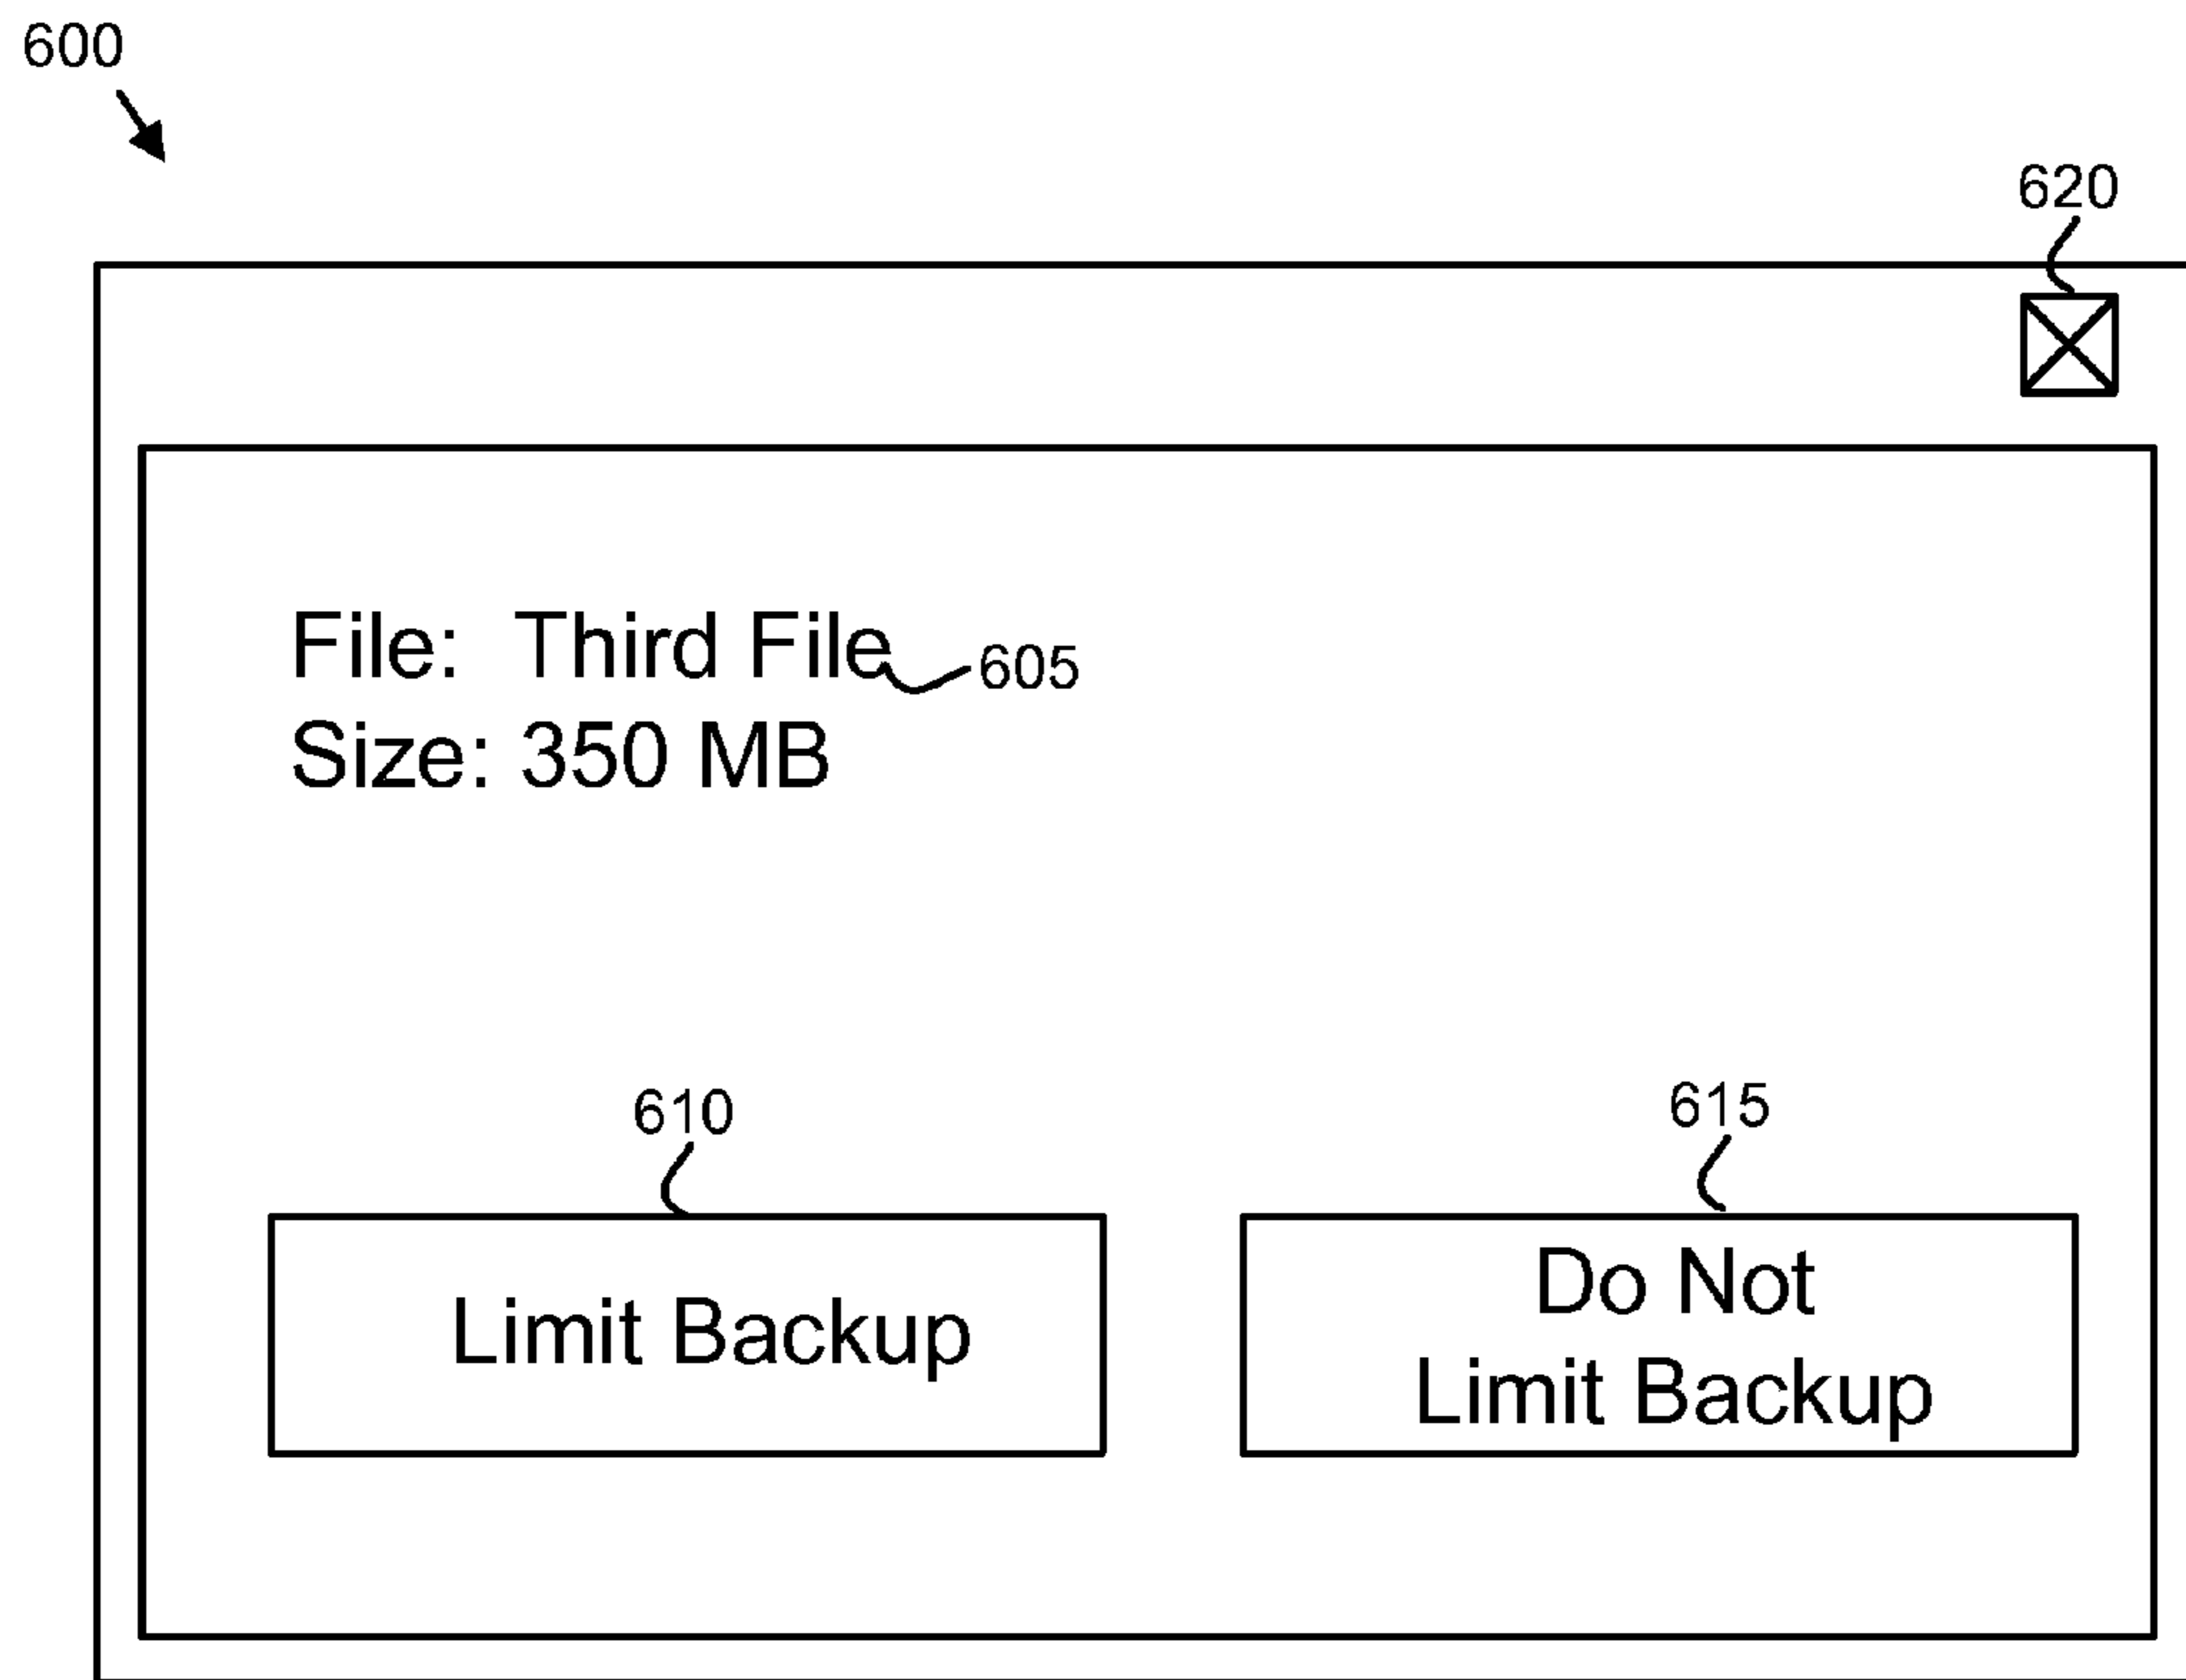 600
620
File: Third File
605
Size: 350 MB
610
615
Limit Backup
Do Not
Limit Backup